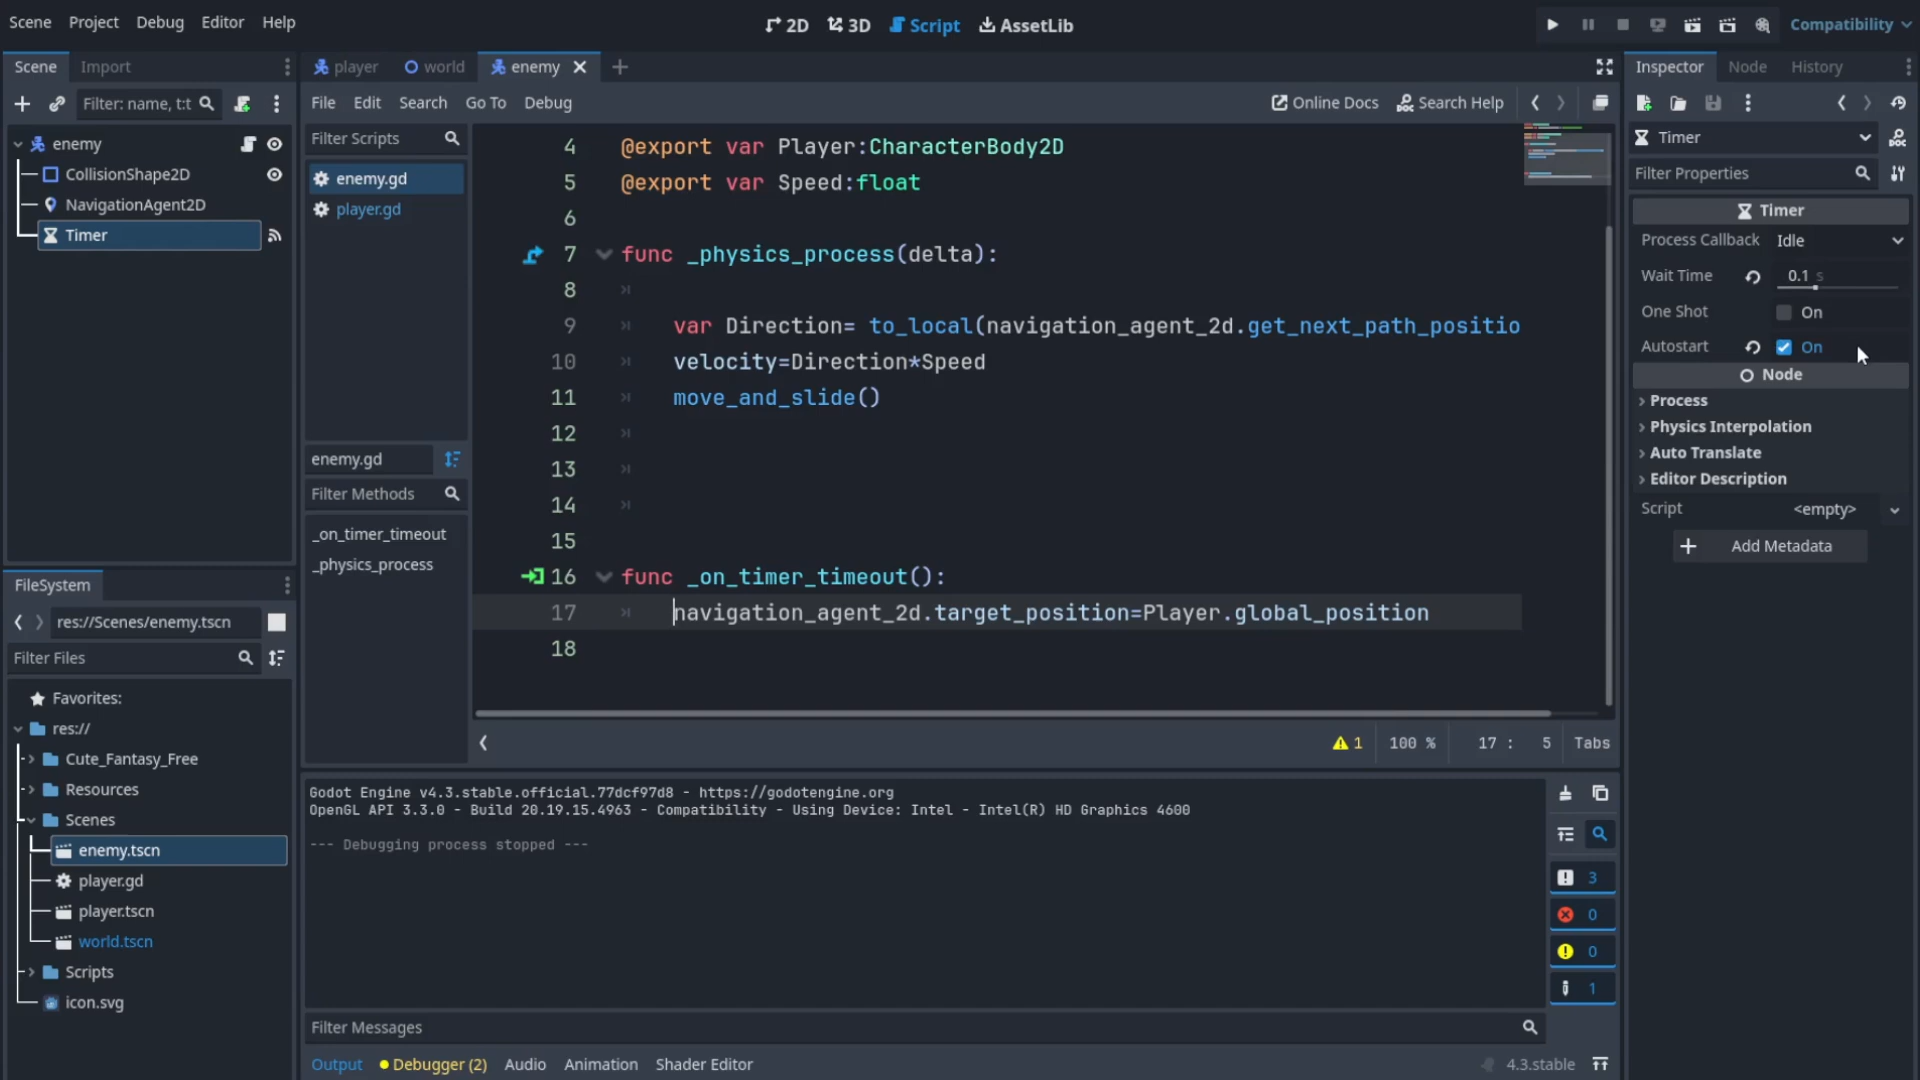 Scene Project Debug Editor Help
2D 3D Script AssetLib
Compatibility
Scene Import
player world enemy
Inspector Node History
Filter: name, t:t
File Edit Search Go To Debug
Online Docs Search Help
enemy
CollisionShape2D
NavigationAgent2D
Timer
Filter Scripts
enemy.gd
player.gd
enemy.gd
Filter Methods
_on_timer_timeout
_physics_process
4 @export var Player:CharacterBody2D
5 @export var Speed:float
6
7 func _physics_process(delta):
8
9 var Direction= to_local(navigation_agent_2d.get_next_path_positio
10 velocity=Direction*Speed
11 move_and_slide()
12
13
14
15
16 func _on_timer_timeout():
17 navigation_agent_2d.target_position=Player.global_position
18
1 100 % 17 : 5 Tabs
Timer
Filter Properties
Timer
Process Callback Idle
Wait Time 0.1 s
One Shot On
Autostart On
Node
Process
Physics Interpolation
Auto Translate
Editor Description
Script <empty>
Add Metadata
FileSystem
res://Scenes/enemy.tscn
Filter Files
Favorites:
res://
Cute_Fantasy_Free
Resources
Scenes
enemy.tscn
player.gd
player.tscn
world.tscn
Scripts
icon.svg
Godot Engine v4.3.stable.official.77dcf97d8 - https://godotengine.org
OpenGL API 3.3.0 - Build 20.19.15.4963 - Compatibility - Using Device: Intel - Intel(R) HD Graphics 4600
--- Debugging process stopped ---
3
0
0
1
Filter Messages
Output Debugger (2) Audio Animation Shader Editor
4.3.stable